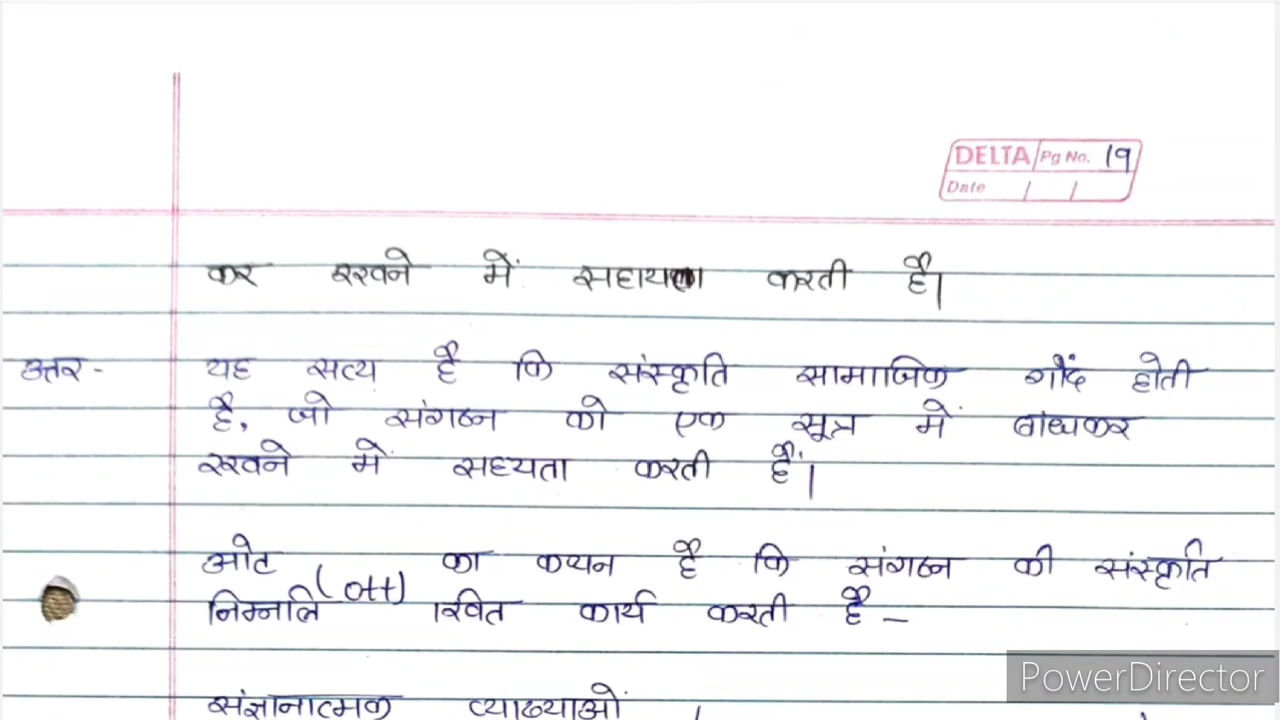 DELTA Pg No. 19
Date / /
कर रखने में सहायता करती है।
उत्तर - यह सत्य है कि संस्कृति सामाजिक गोंद होती
है, जो संगठन को एक सूत्र में बांधकर
रखने में सहयता करती हैं।
ओट (Ott) का कथन है कि संगठन की संस्कृति
निम्नलिखित कार्य करती है -
संज्ञानात्मक व्याख्याओं
PowerDirector